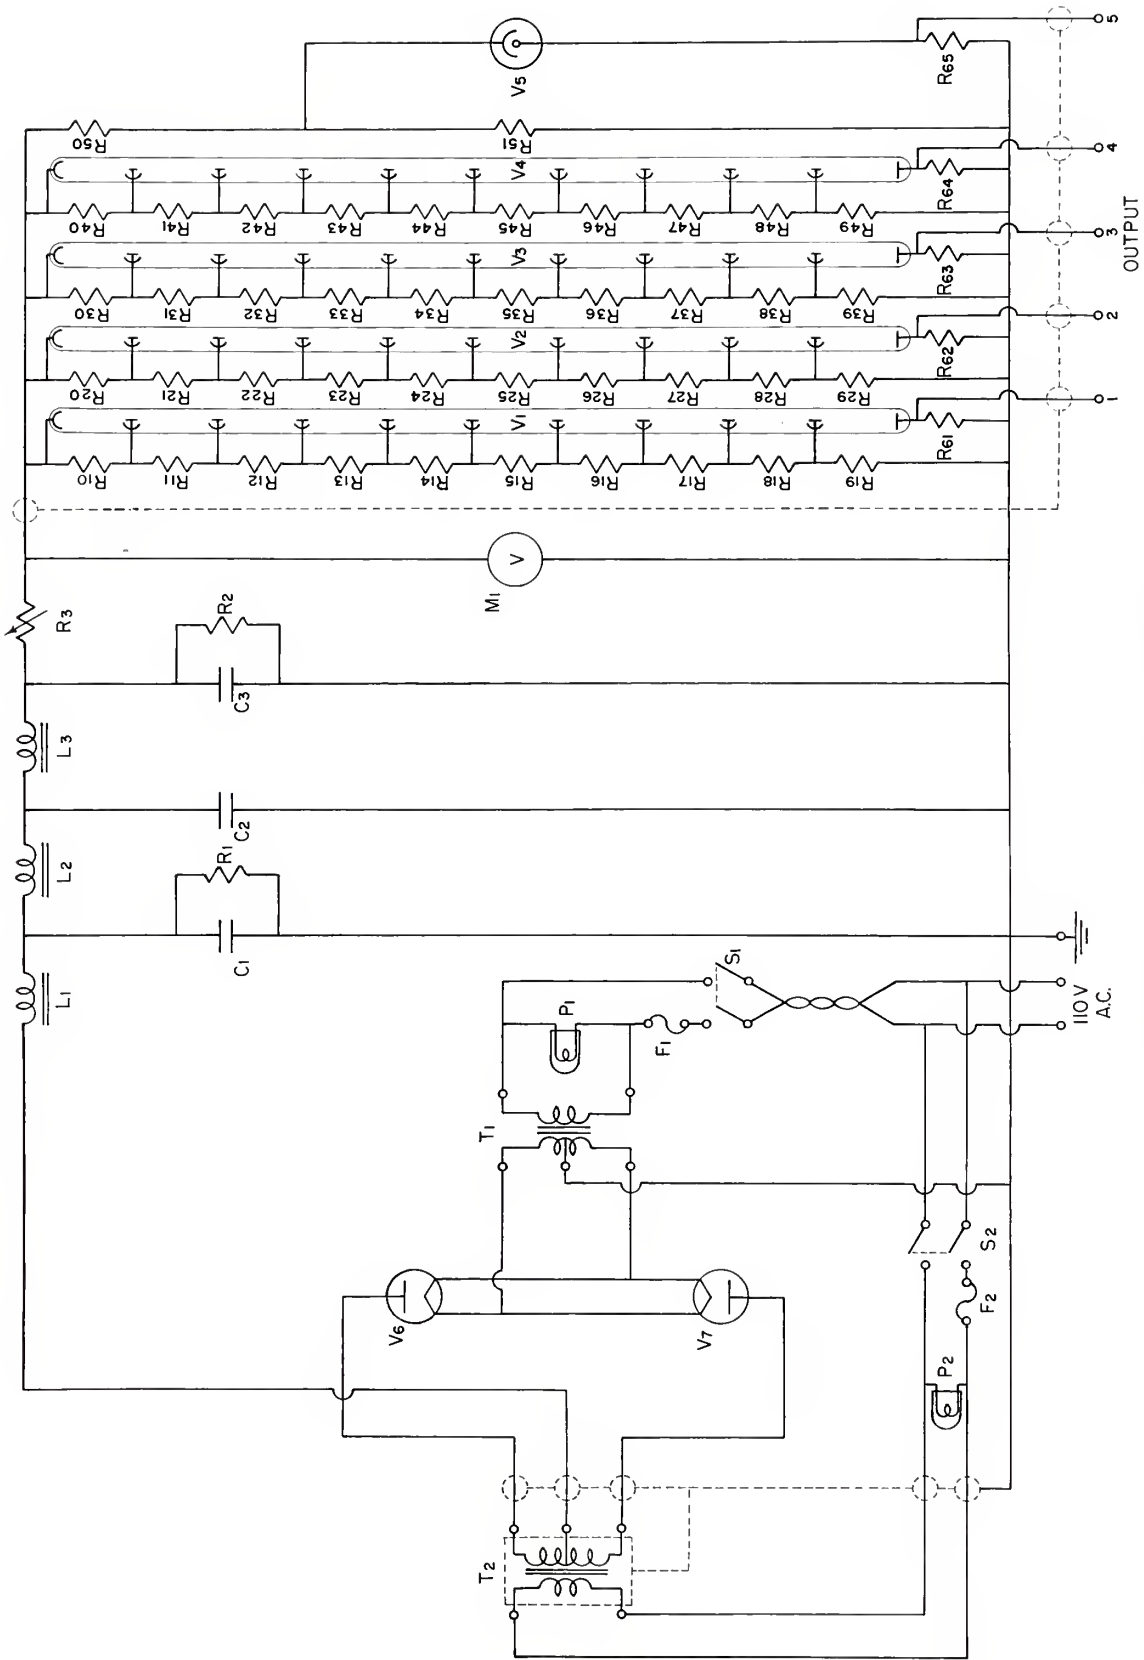 V5
R65
5
R50
R51
V4
R40
R41
R42
R43
R44
R45
R46
R47
R48
R49
R64
4
V3
R30
R31
R32
R33
R34
R35
R36
R37
R38
R39
R63
3
OUTPUT
V2
R20
R21
R22
R23
R24
R25
R26
R27
R28
R29
R62
2
V1
R10
R11
R12
R13
R14
R15
R16
R17
R18
R19
R61
1
V
M1
R3
R2
C3
L3
C2
L2
R1
C1
L1
S1
P1
F1
110 V
A.C.
T1
V6
V7
S2
F2
P2
T2